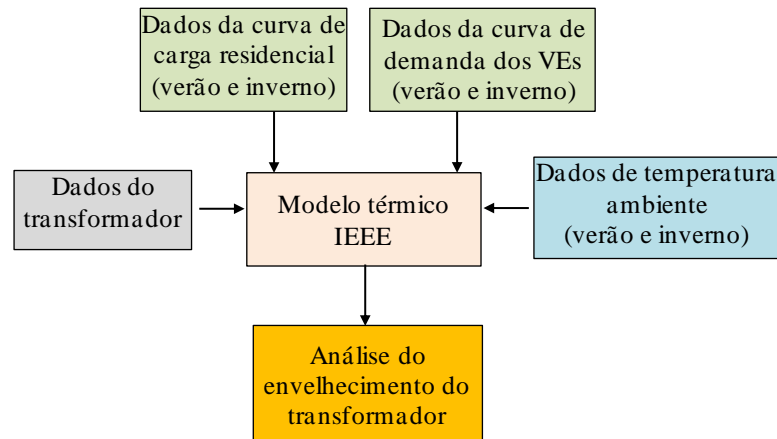 Dados da curva de
carga residencial
(verão e inverno)
Dados da curva de
demanda dos VEs
(verão e inverno)
Dados do
transformador
Modelo térmico
IEEE
Dados de temperatura
ambiente
(verão e inverno)
Análise do
envelhecimento do
transformador